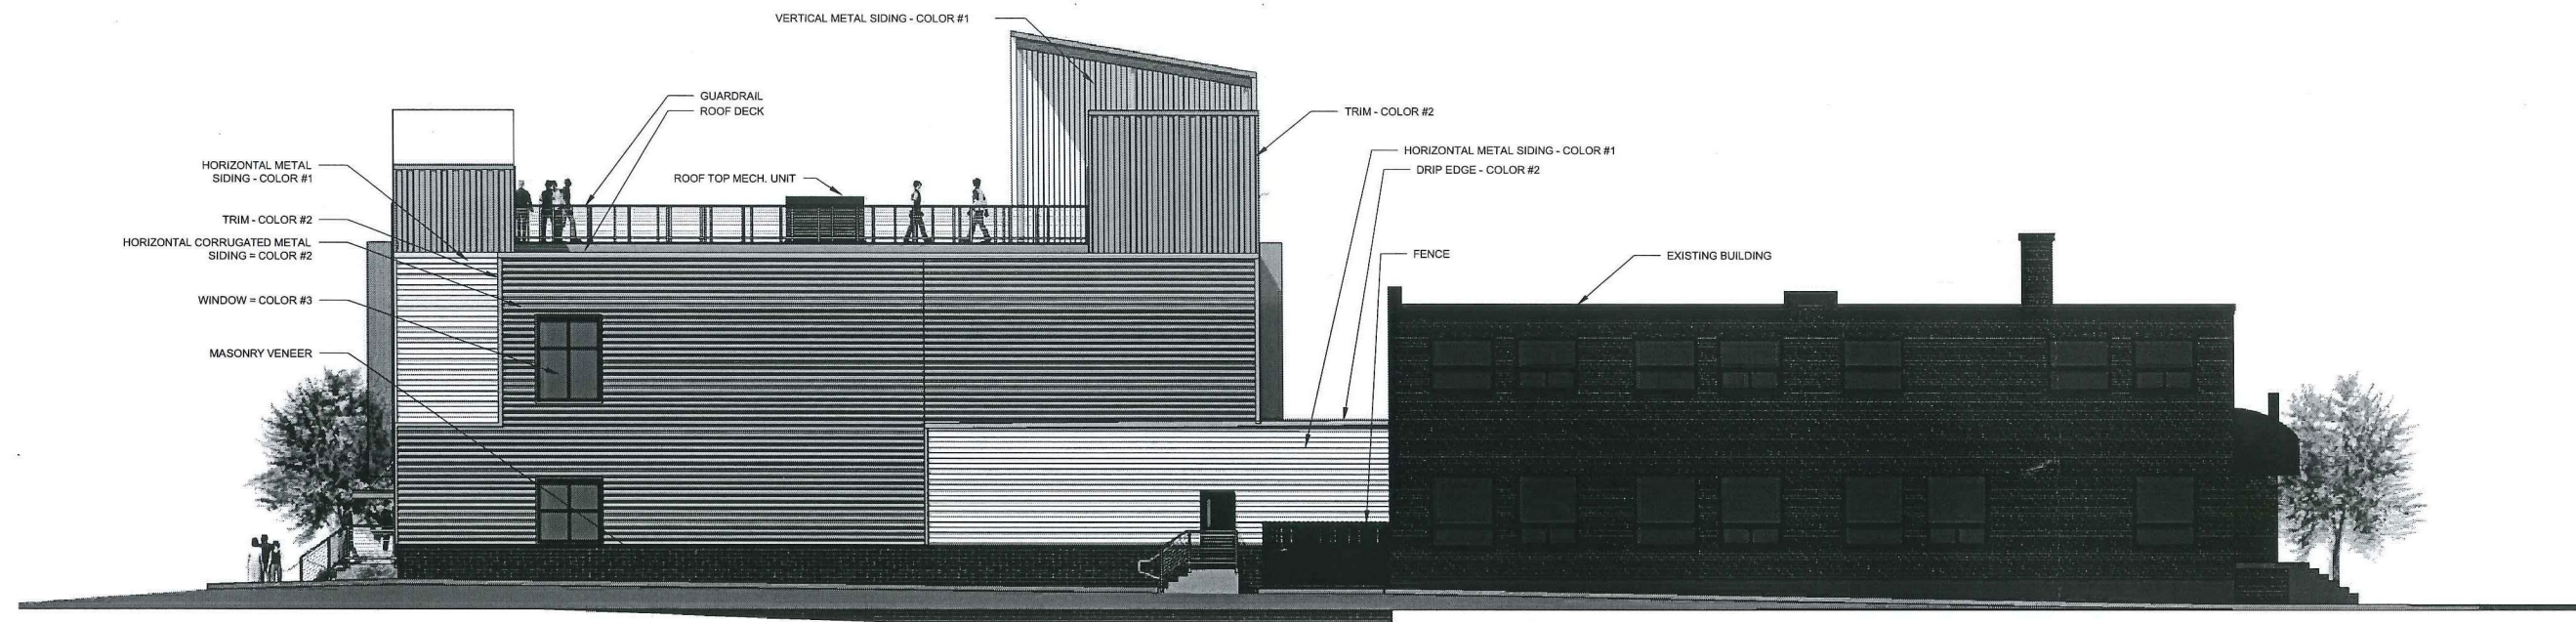 VERTICAL METAL SIDING - COLOR #1
GUARDRAIL
ROOF DECK
TRIM - COLOR #2
HORIZONTAL METAL SIDING - COLOR #1
DRIP EDGE - COLOR #2
HORIZONTAL METAL
SIDING - COLOR #1
ROOF TOP MECH. UNIT
TRIM - COLOR #2
HORIZONTAL CORRUGATED METAL
SIDING = COLOR #2
FENCE
EXISTING BUILDING
WINDOW = COLOR #3
MASONRY VENEER